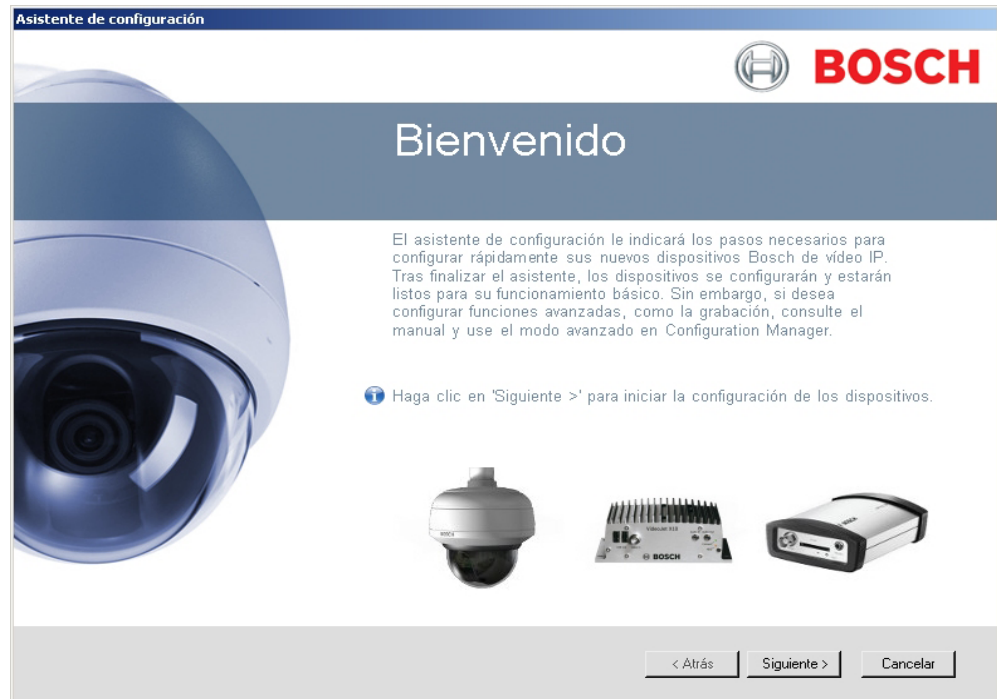 Asistente de configuración
BOSCH
Bienvenido
El asistente de configuración le indicará los pasos necesarios para
configurar rápidamente sus nuevos dispositivos Bosch de vídeo IP.
Tras finalizar el asistente, los dispositivos se configurarán y estarán
listos para su funcionamiento básico. Sin embargo, si desea
configurar funciones avanzadas, como la grabación, consulte el
manual y use el modo avanzado en Configuration Manager.
Haga clic en 'Siguiente >' para iniciar la configuración de los dispositivos.
BOSCH
BOSCH
BOSCH
< Atrás
Siguiente >
Cancelar